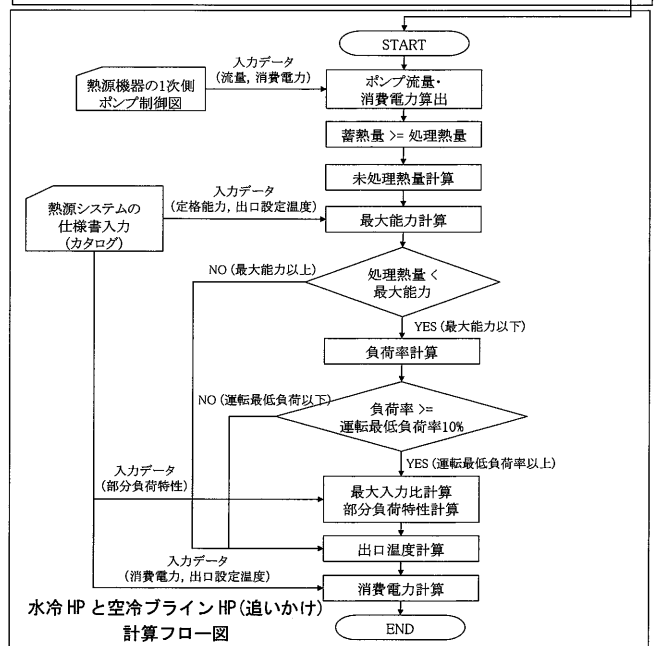 START
入力データ
(流量, 消費電力)
熱源機器の1次側
ポンプ制御図
ポンプ流量・
消費電力算出
蓄熱量 >= 処理熱量
未処理熱量計算
入力データ
(定格能力, 出口設定温度)
熱源システムの
仕様書入力
(カタログ)
最大能力計算
NO (最大能力以上)
処理熱量 <
最大能力
YES (最大能力以下)
負荷率計算
NO (運転最低負荷以下)
負荷率 >=
運転最低負荷率10%
YES (運転最低負荷率以上)
入力データ
(部分負荷特性)
最大入力比計算
部分負荷特性計算
出口温度計算
入力データ
(消費電力, 出口設定温度)
消費電力計算
水冷 HP と空冷ブライン HP (追いかけ)
計算フロー図
END